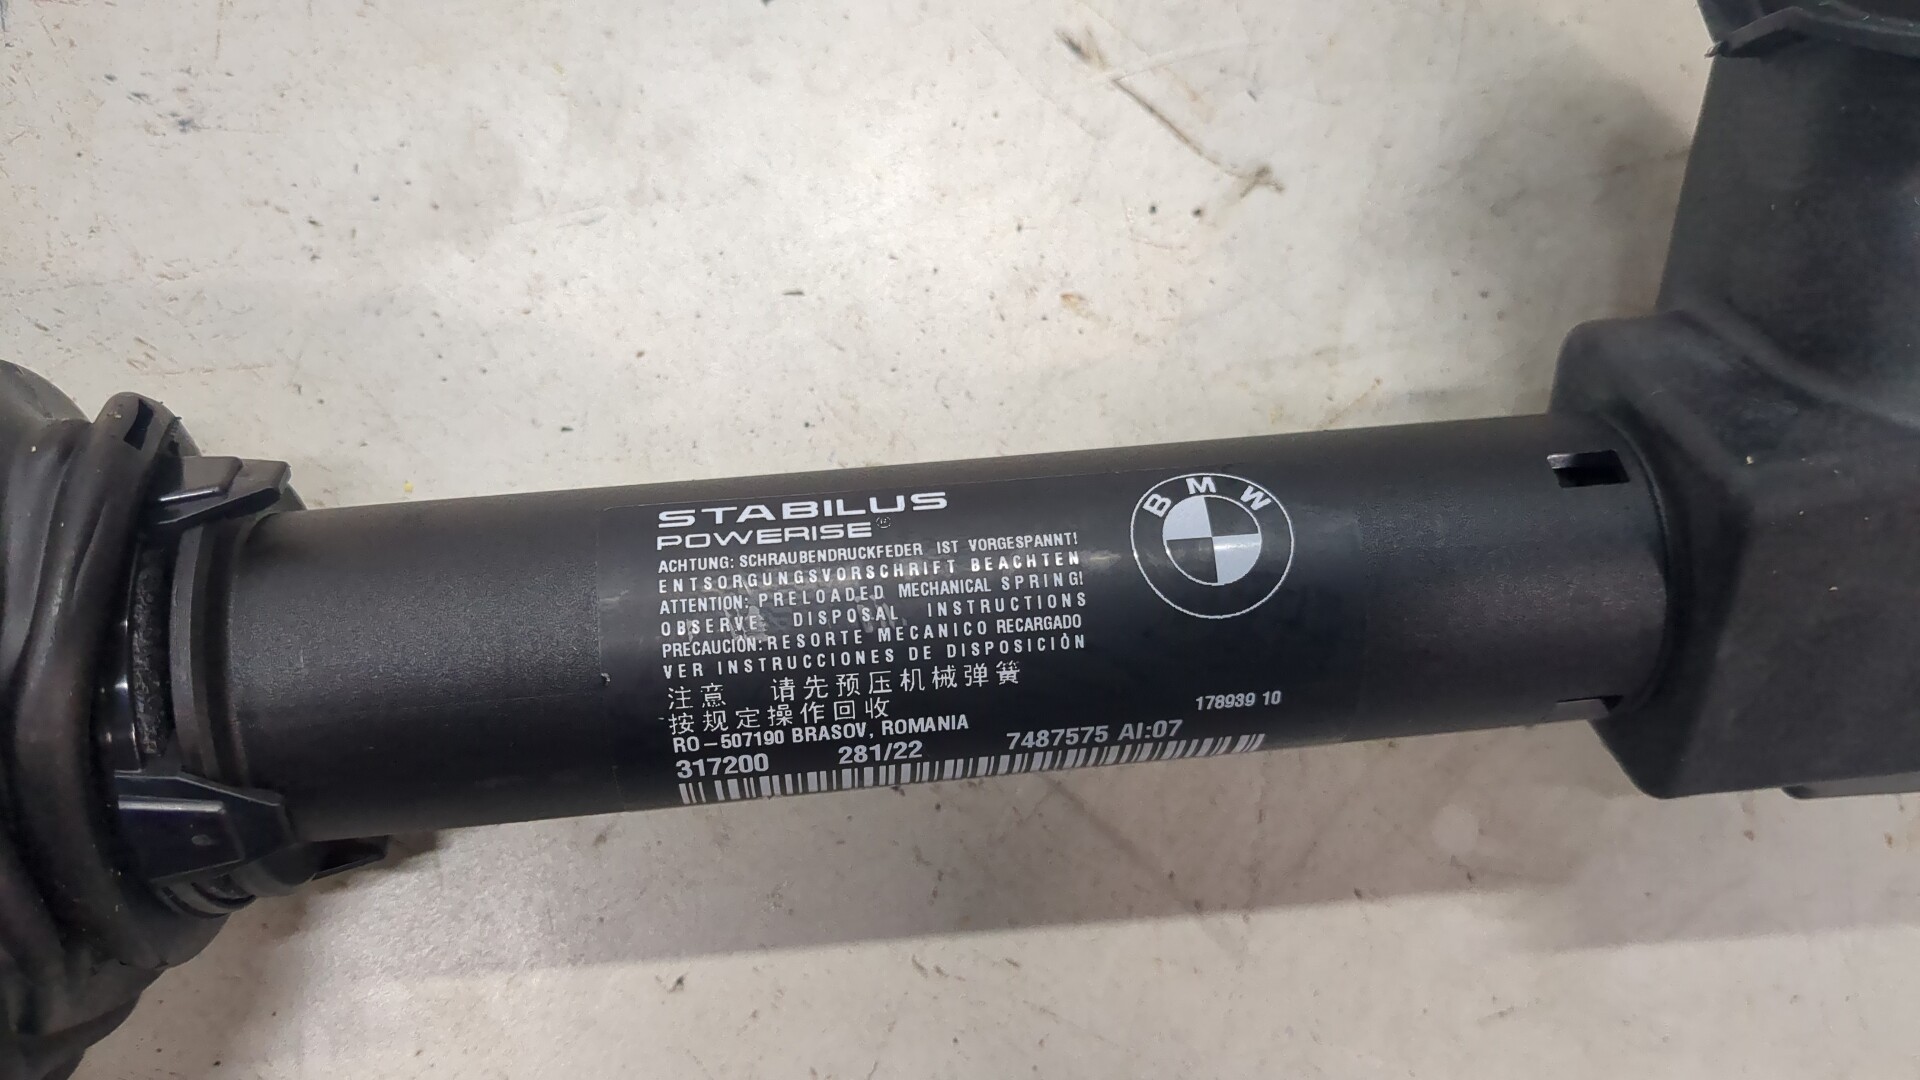 STABILUS
POWERISE®
BMW
ACHTUNG: SCHRAUBENDRUCKFEDER IST VORGESPANNT!
ENTSORGUNGSVORSCHRIFT BEACHTEN
ATTENTION: PRELOADED MECHANICAL SPRING!
OBSERVE DISPOSAL INSTRUCTIONS
PRECAUCIÓN: RESORTE MECANICO RECARGADO
VER INSTRUCCIONES DE DISPOSICIÒN
注意 请先预压机械弹簧
按规定操作回收
RO-507190 BRASOV, ROMANIA
178939 10
317200 281/22 7487575 AI:07